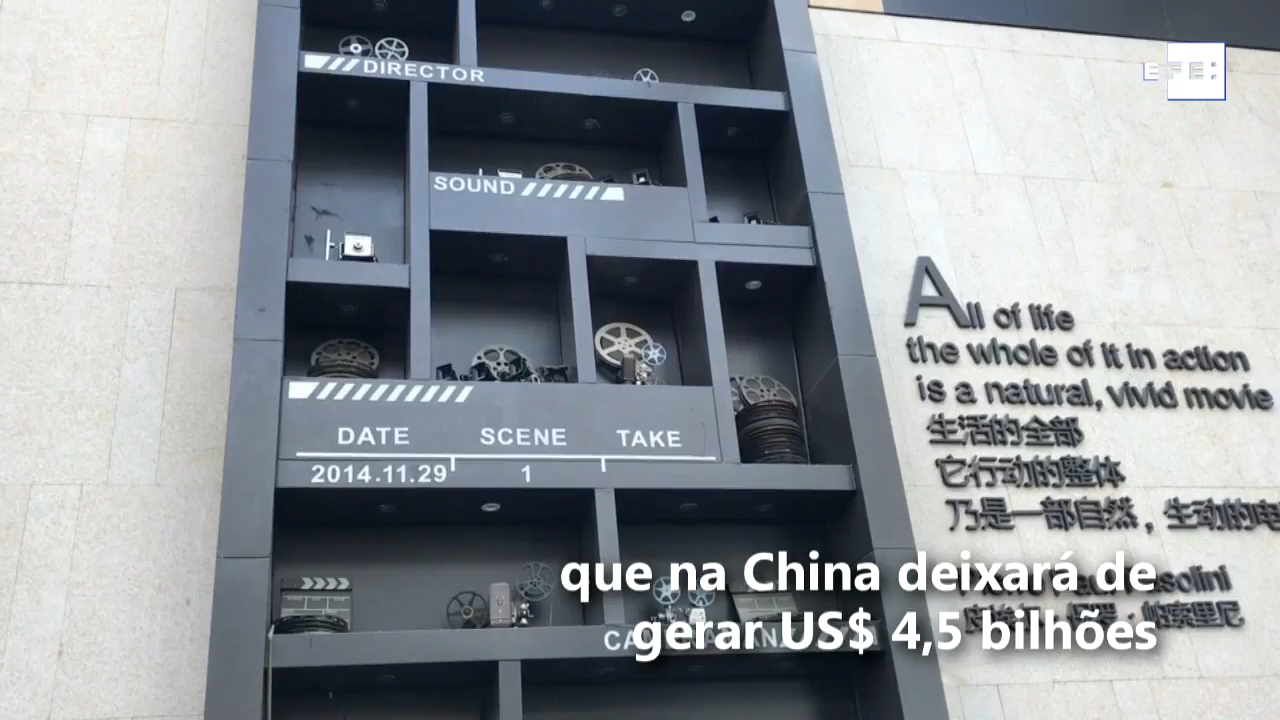 DIRECTOR
EFE:
SOUND
DATE SCENE TAKE
2014.11.29 1
All of life
the whole of it in action
is a natural, vivid movie
生活的全部
它行动的整体
乃是一部自然，生动的电
que na China deixará de
gerar US$ 4,5 bilhões